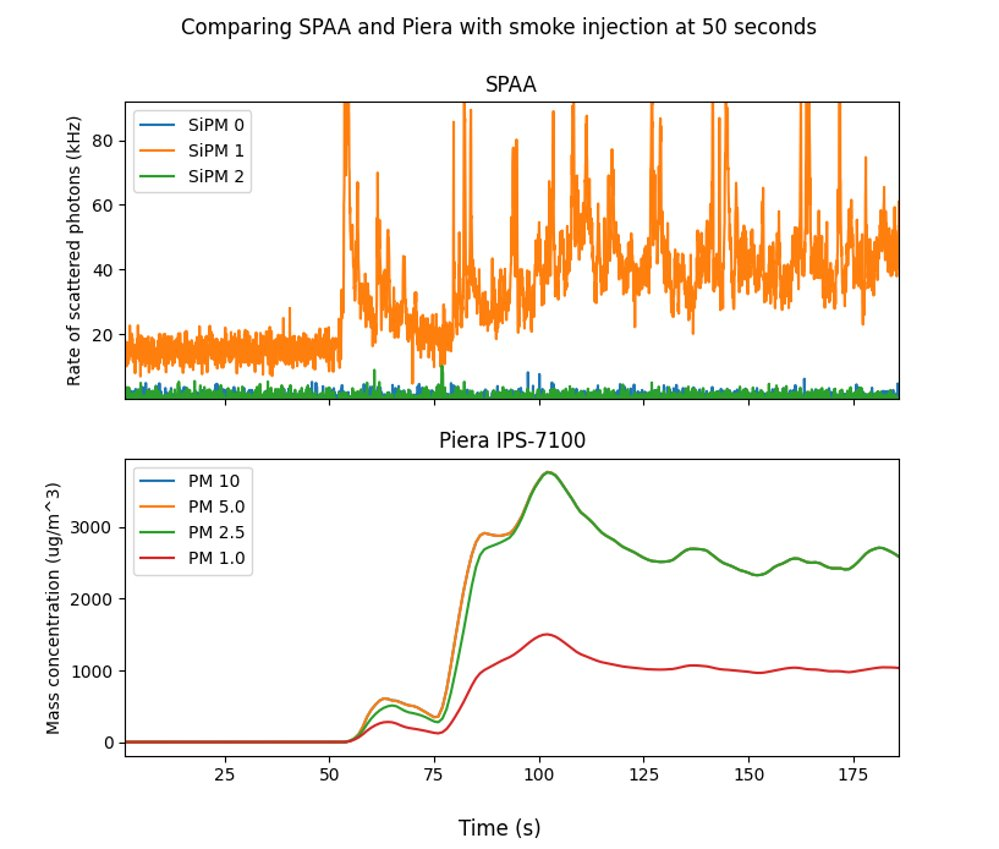 Comparing SPAA and Piera with smoke injection at 50 seconds
SPAA
Rate of scattered photons (kHz)
80
60
40
20
SiPM 0
SiPM 1
SiPM 2
Piera IPS-7100
Mass concentration (ug/m^3)
3000
2000
1000
0
PM 10
PM 5.0
PM 2.5
PM 1.0
25 50 75 100 125 150 175
Time (s)